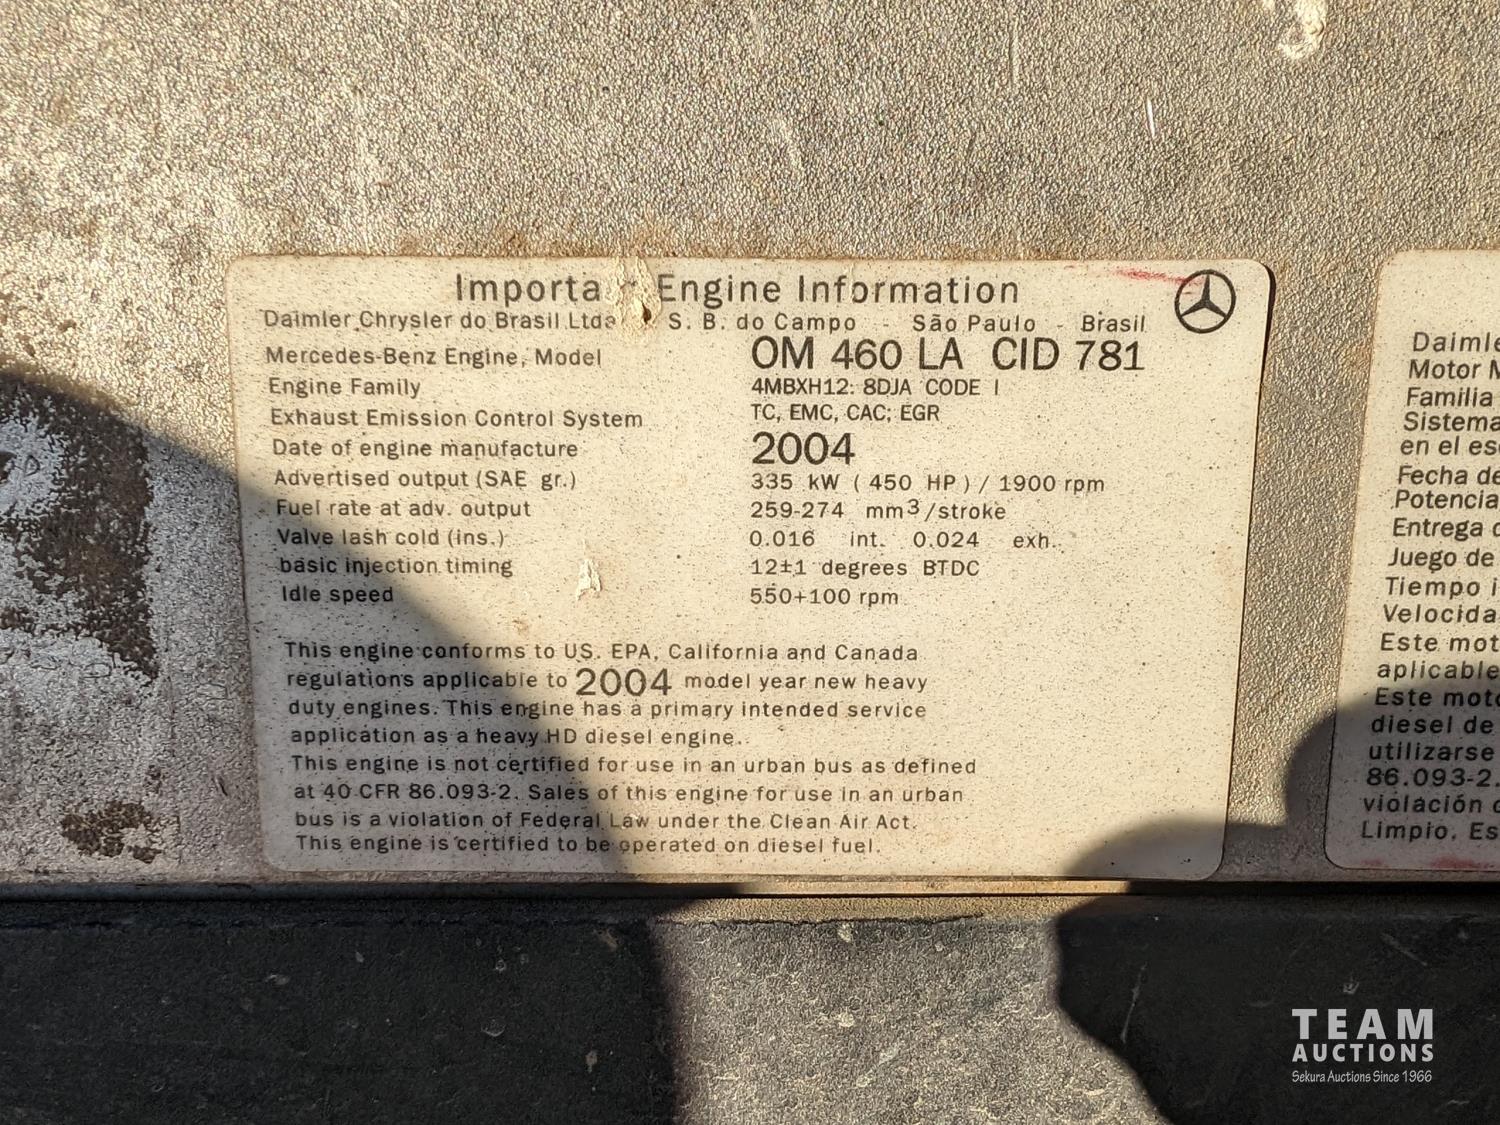 Importa Engine Information
Daimler Chrysler do Brasil Ltda S. B. do Campo - São Paulo - Brasil
Mercedes-Benz Engine, Model OM 460 LA CID 781
Engine Family 4MBXH12: 8DJA CODE I
Exhaust Emission Control System TC, EMC, CAC; EGR
Date of engine manufacture 2004
Advertised output (SAE gr.) 335 kW ( 450 HP ) / 1900 rpm
Fuel rate at adv. output 259-274 mm3/stroke
Valve lash cold (ins.) 0.016 int. 0.024 exh.
basic injection timing 12±1 degrees BTDC
Idle speed 550+100 rpm
This engine conforms to US. EPA, California and Canada
regulations applicable to 2004 model year new heavy
duty engines. This engine has a primary intended service
application as a heavy HD diesel engine.
This engine is not certified for use in an urban bus as defined
at 40 CFR 86.093-2. Sales of this engine for use in an urban
bus is a violation of Federal Law under the Clean Air Act.
This engine is certified to be operated on diesel fuel.
Daimle
Motor M
Familia
Sistema
en el es
Fecha de
Potencia
Entrega d
Juego de
Tiempo i
Velocida
Este mot
aplicable
Este moto
diesel de
utilizarse
86.093-2.
violación d
Limpio. Es
TEAM
AUCTIONS
Sekura Auctions Since 1966